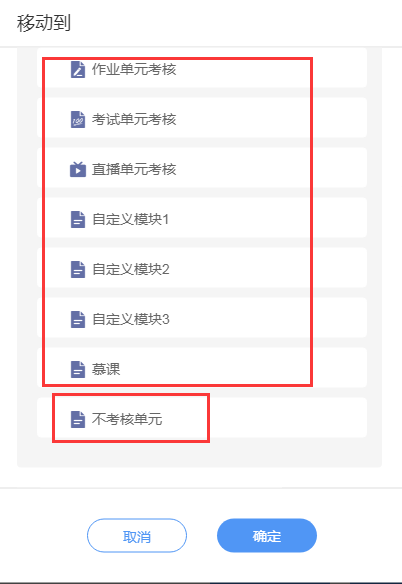 移动到
作业单元考核
考试单元考核
直播单元考核
自定义模块1
自定义模块2
自定义模块3
慕课
不考核单元
取消
确定